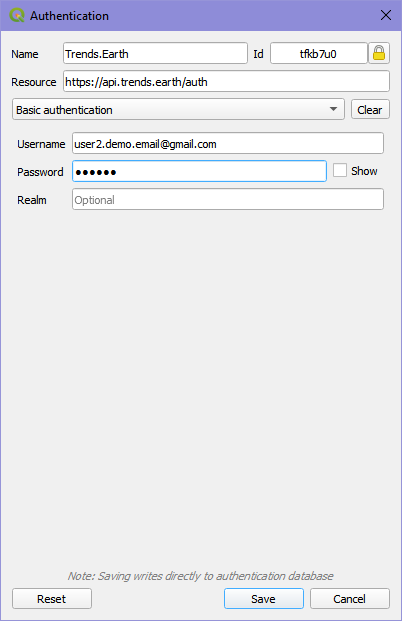 Authentication
Name Trends.Earth Id tfkb7u0
Resource https://api.trends.earth/auth
Basic authentication Clear
Username user2.demo.email@gmail.com
Password ●●●●●● Show
Realm Optional
Note: Saving writes directly to authentication database
Reset Save Cancel